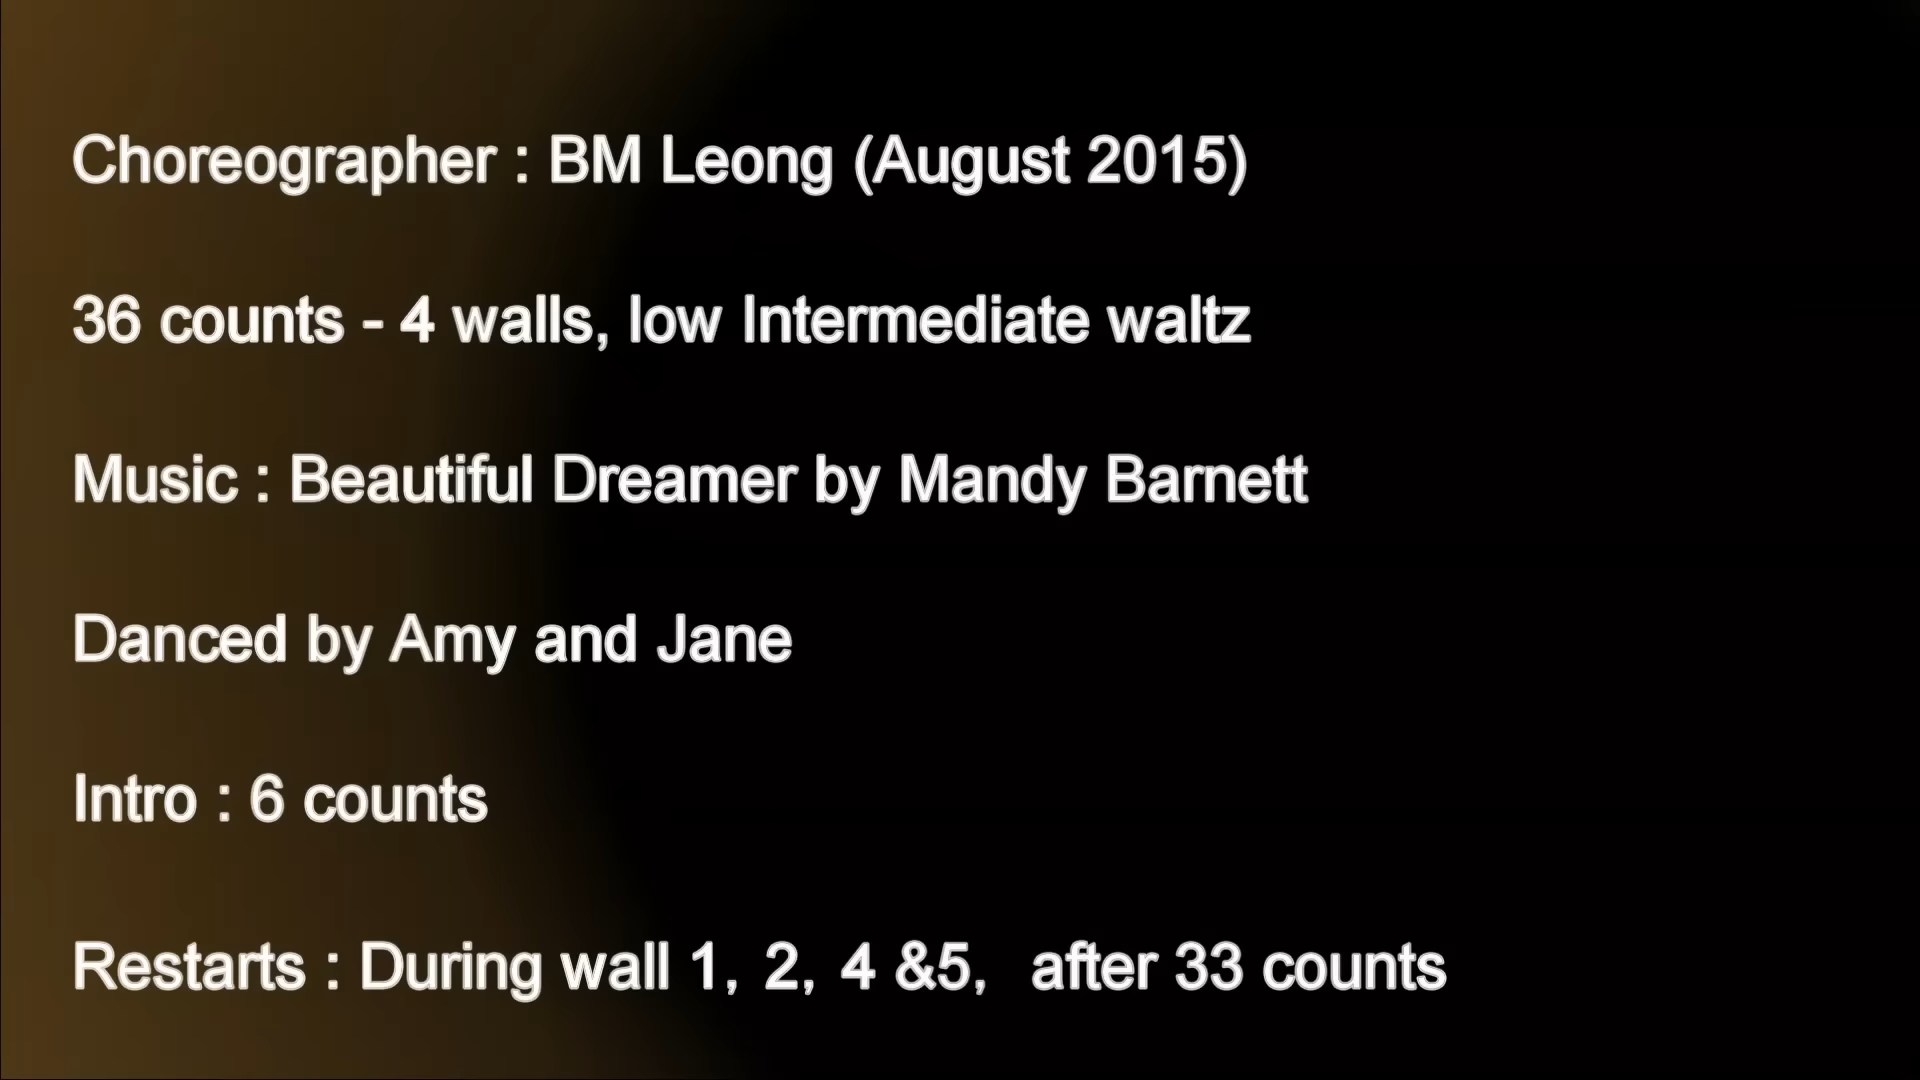 Choreographer : BM Leong (August 2015)
36 counts - 4 walls, low Intermediate waltz
Music : Beautiful Dreamer by Mandy Barnett
Danced by Amy and Jane
Intro : 6 counts
Restarts : During wall 1, 2, 4 &5, after 33 counts